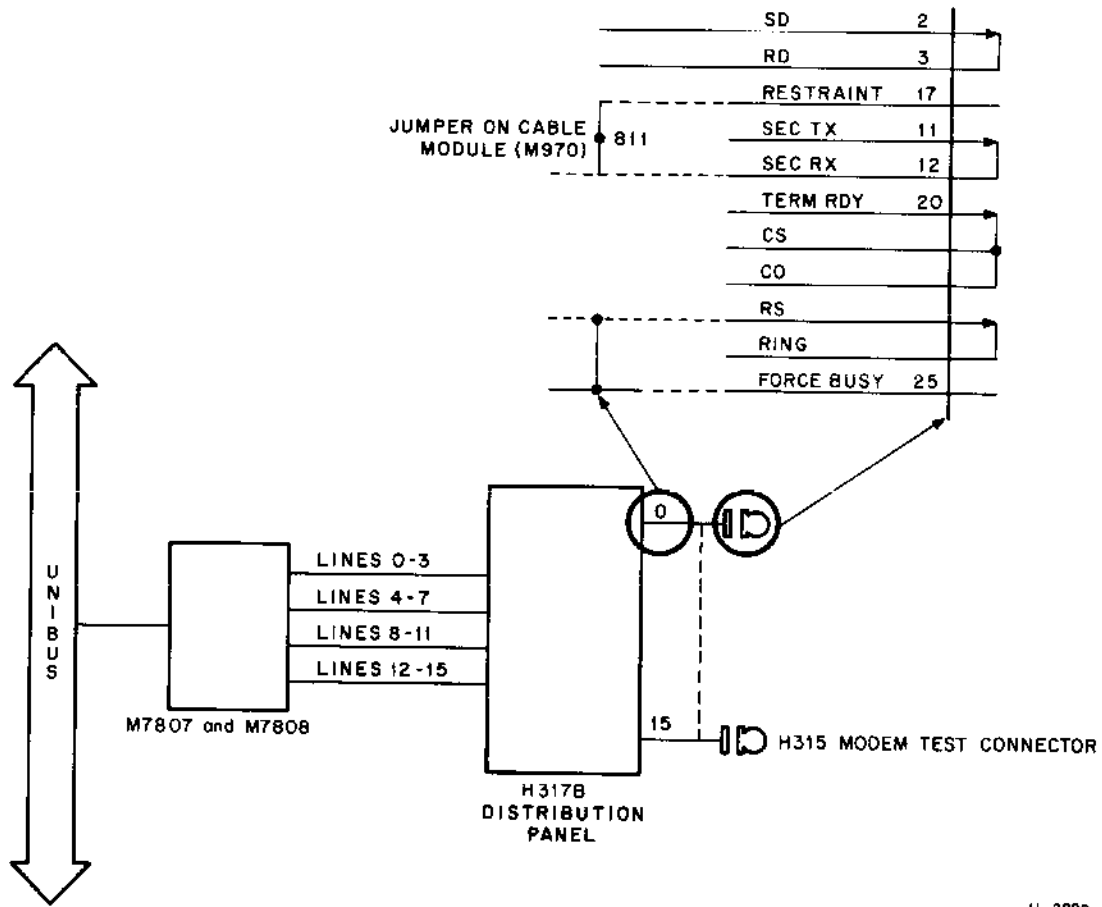 SD 2
RD 3
RESTRAINT 17
JUMPER ON CABLE
MODULE (M970)
811
SEC TX 11
SEC RX 12
TERM RDY 20
CS
CO
RS
RING
FORCE BUSY 25
UNIBUS
LINES 0-3
LINES 4-7
LINES 8-11
LINES 12-15
M7807 and M7808
0
15
H315 MODEM TEST CONNECTOR
H317B
DISTRIBUTION
PANEL